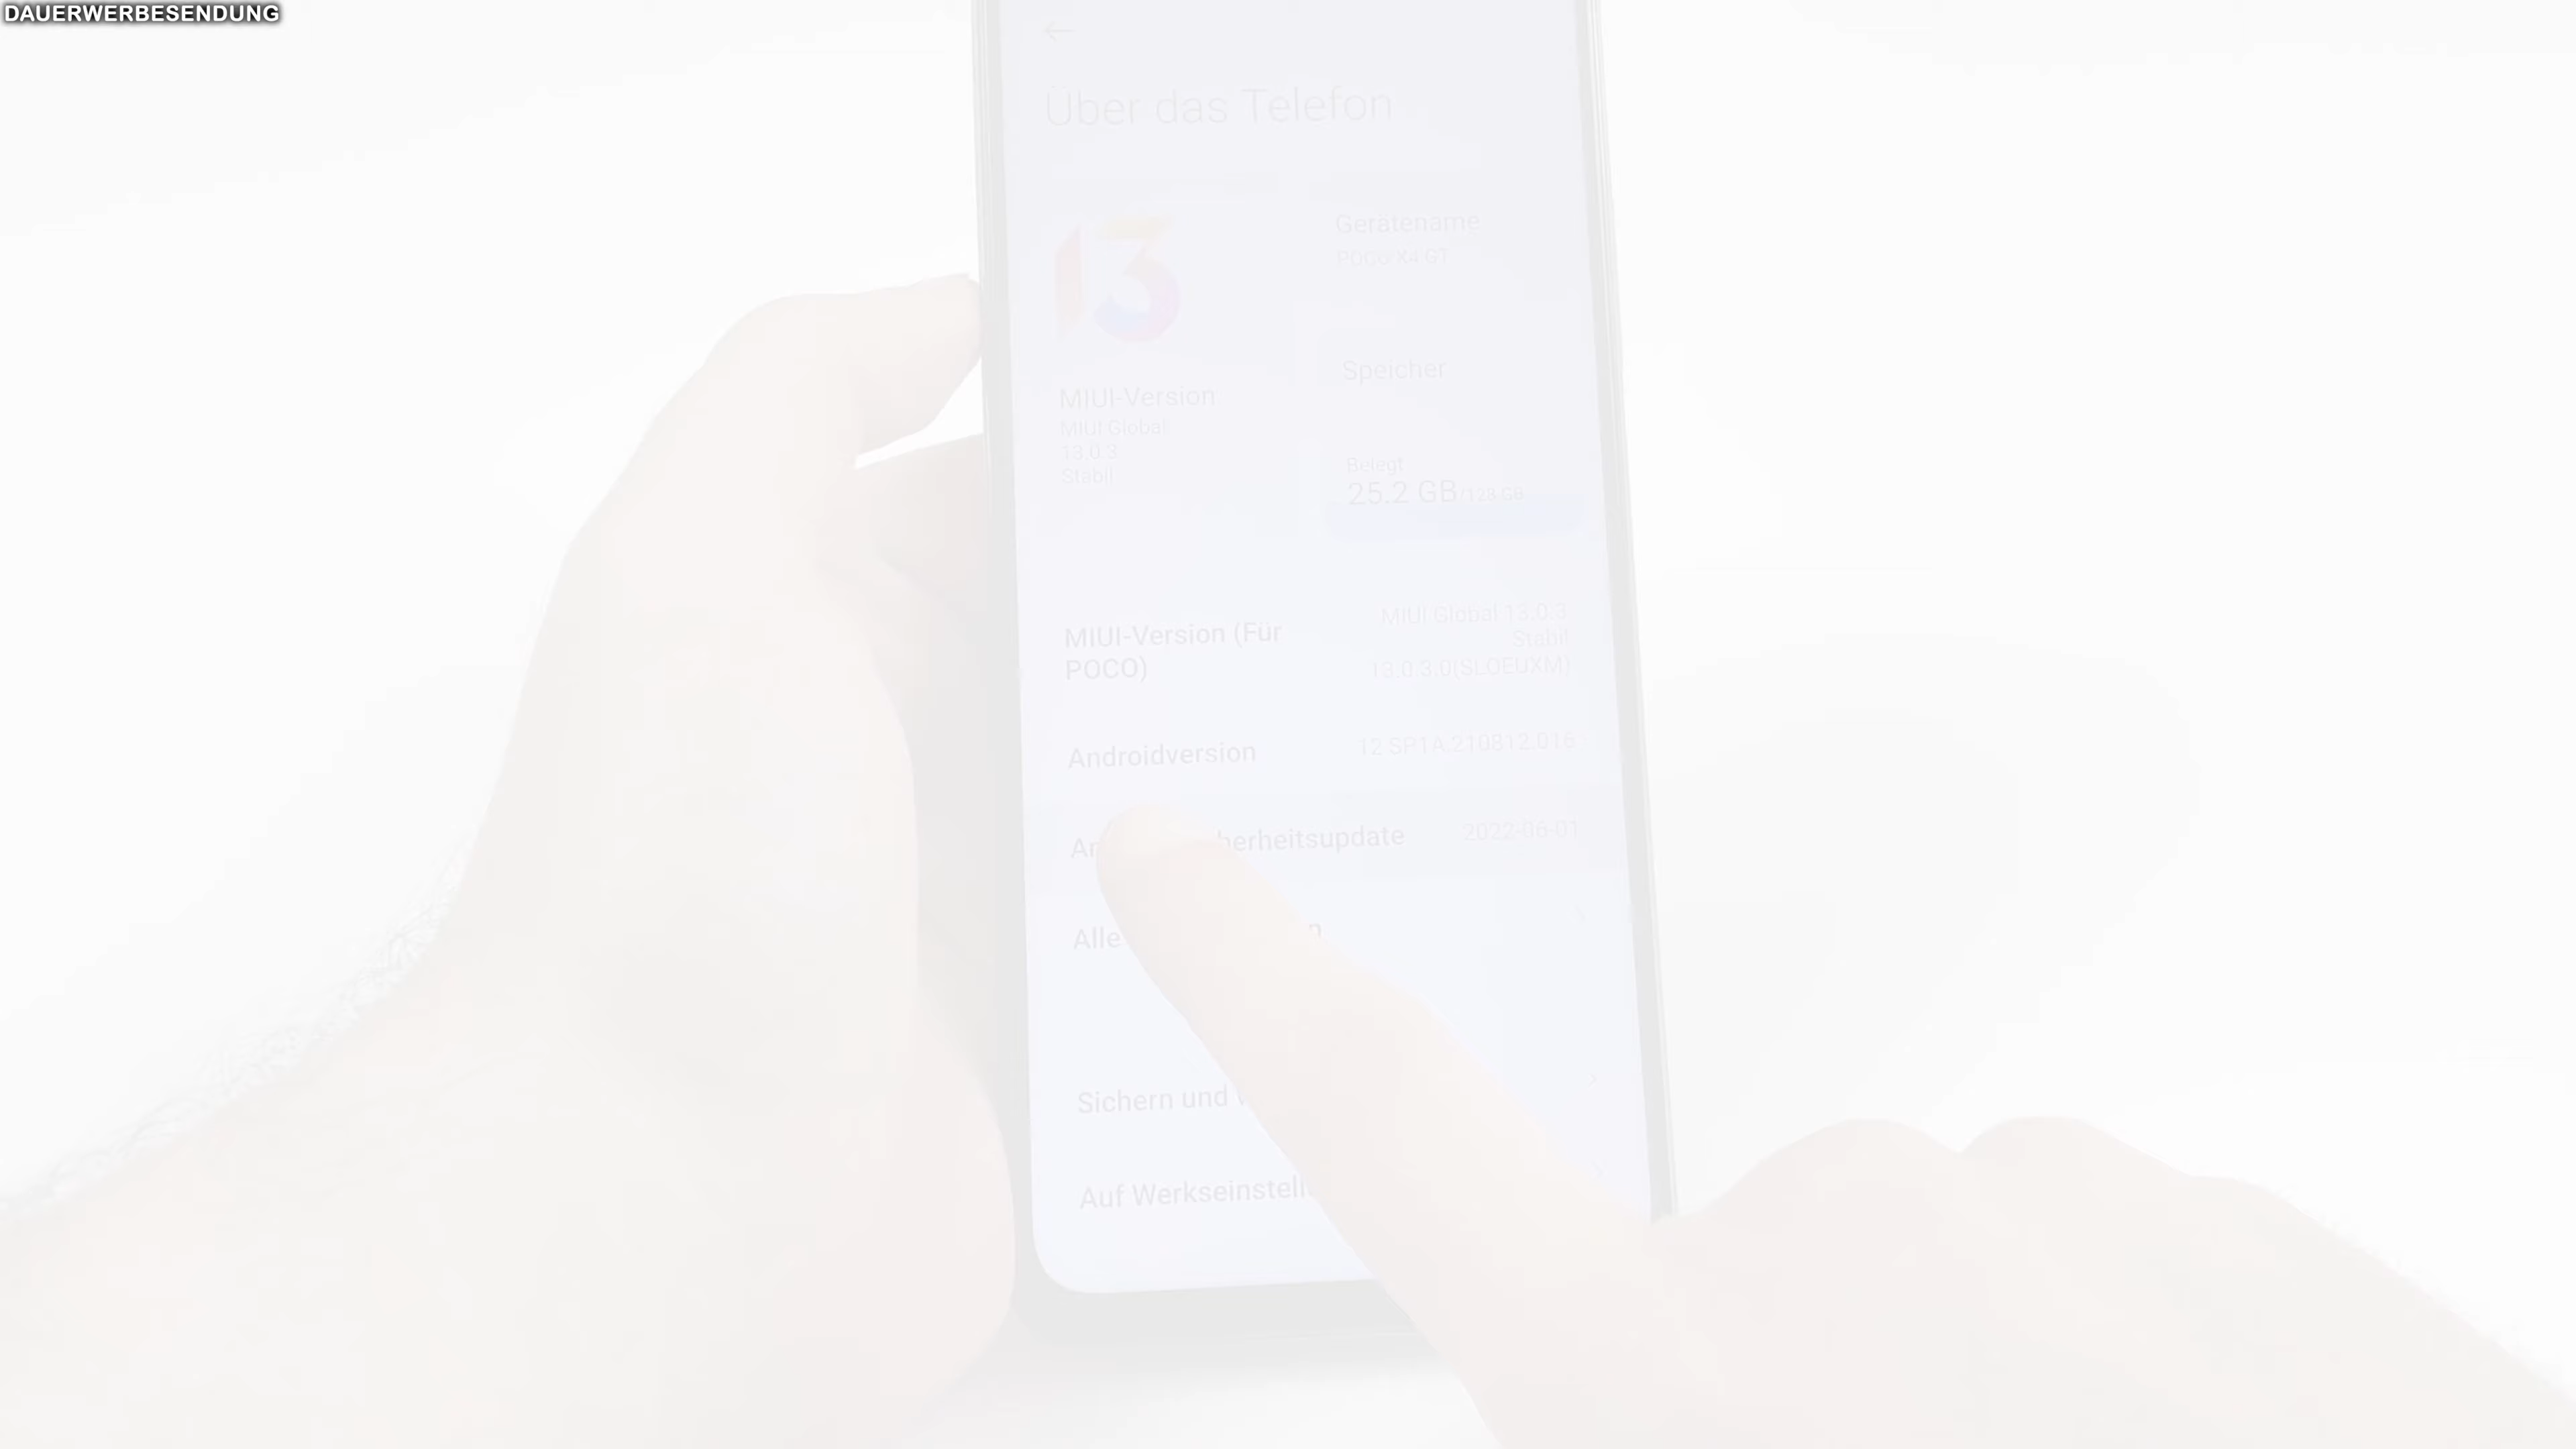 DAUERWERBESENDUNG
Über das Telefon
13
MIUI-Version
MIUI Global
13.0.3
Stabil
Gerätename
POCO X4 GT
Speicher
Belegt
25.2 GB/128 GB
MIUI-Version (Für
POCO)
MIUI Global 13.0.3
Stabil
13.0.3.0(SLOEUXM)
Androidversion
12 SP1A.210812.016
2022-06-01
Alle
Sichern und
Auf